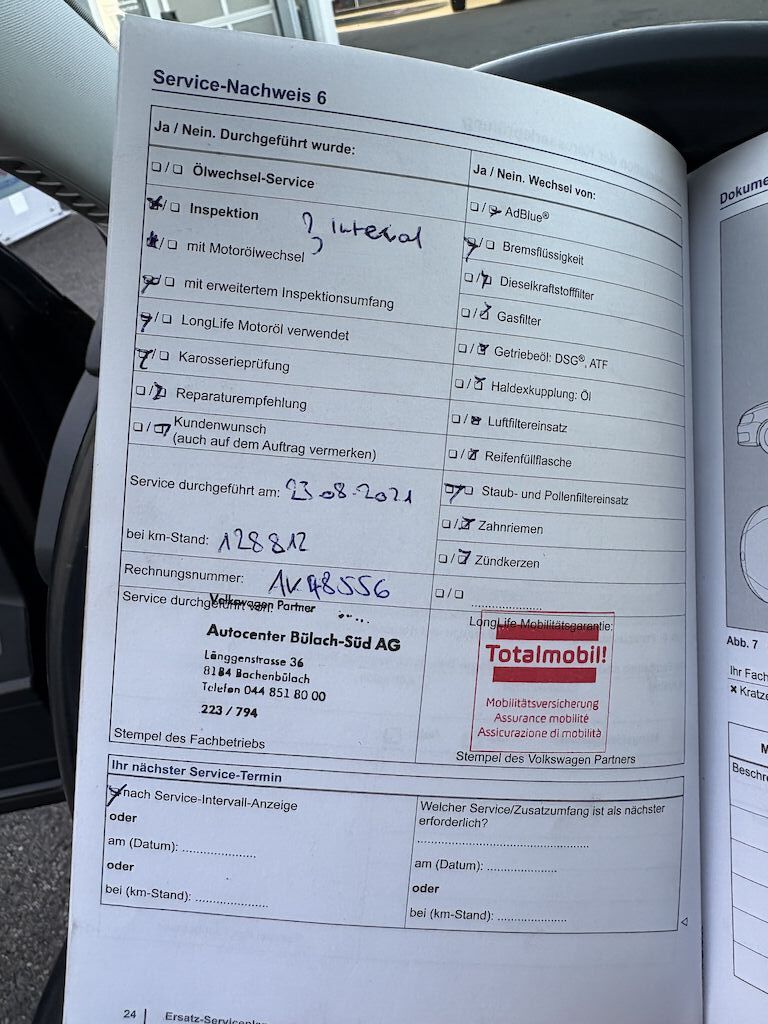 Service-Nachweis 6
Ja / Nein. Durchgeführt wurde:
/ Ölwechsel-Service
/ Inspektion
? interval
/ mit Motorölwechsel ?
/ mit erweitertem Inspektionsumfang
/ LongLife Motoröl verwendet
/ Karosserieprüfung
/ Reparaturempfehlung
/ Kundenwunsch
(auch auf dem Auftrag vermerken)
Service durchgeführt am: 23-08-2021
bei km-Stand: 128812
Rechnungsnummer: AV48556
Service durchgeführt von:
Volkswagen Partner
Autocenter Bülach-Süd AG
Länggenstrasse 36
8184 Bachenbülach
Telefon 044 851 80 00
223 / 794
Stempel des Fachbetriebs
Ja / Nein. Wechsel von:
/ AdBlue®
/ Bremsflüssigkeit
/ Dieselkraftstofffilter
/ Gasfilter
/ Getriebeöl: DSG®, ATF
/ Haldexkupplung: Öl
/ Luftfiltereinsatz
/ Reifenfüllflasche
/ Staub- und Pollenfiltereinsatz
/ Zahnriemen
/ Zündkerzen
/ ....................
LongLife Mobilitätsgarantie:
Totalmobil!
Mobilitätsversicherung
Assurance mobilité
Assicurazione di mobilità
Stempel des Volkswagen Partners
Ihr nächster Service-Termin
nach Service-Intervall-Anzeige
oder
am (Datum): ....................
oder
bei (km-Stand): ....................
Welcher Service/Zusatzumfang ist als nächster
erforderlich?
..................................................
am (Datum): ....................
oder
bei (km-Stand): ....................
24 | Ersatz-Serviceplan
Dokume
Abb. 7
Ihr Fach
× Kratze
M
Beschre